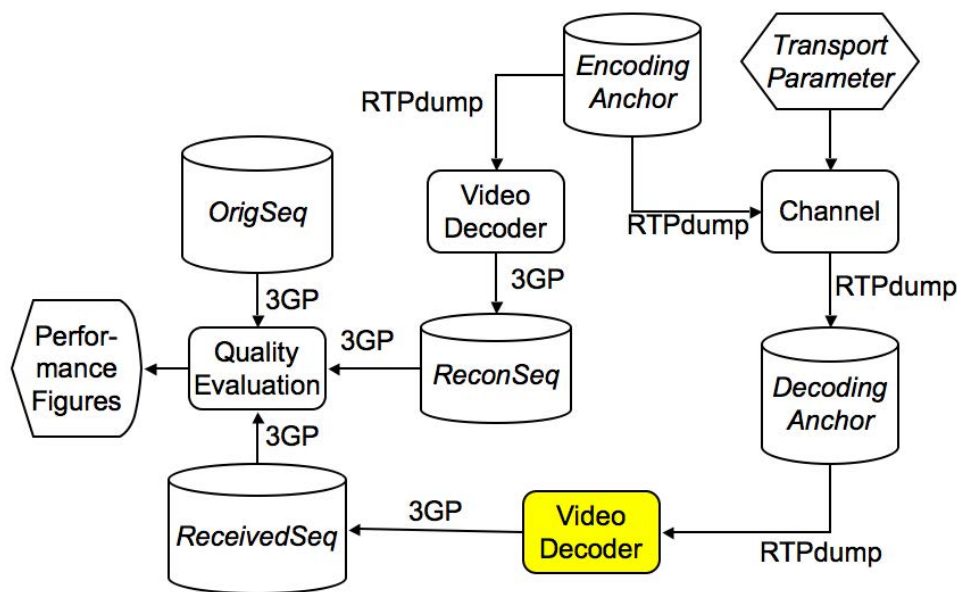 Encoding
Anchor
Transport
Parameter
RTPdump
OrigSeq
Video
Decoder
RTPdump
Channel
3GP
3GP
RTPdump
Perfor-
mance
Figures
Quality
Evaluation
3GP
ReconSeq
Decoding
Anchor
3GP
ReceivedSeq
3GP
Video
Decoder
RTPdump